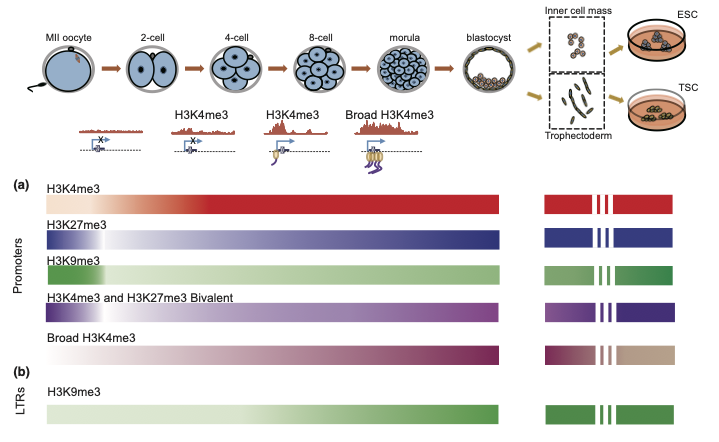 Inner cell mass
ESC
MII oocyte
2-cell
4-cell
8-cell
morula
blastocyst
TSC
Trophectoderm
H3K4me3
H3K4me3
Broad H3K4me3
X
X
(a)
Promoters
H3K4me3
H3K27me3
H3K9me3
H3K4me3 and H3K27me3 Bivalent
Broad H3K4me3
(b)
LTRs
H3K9me3